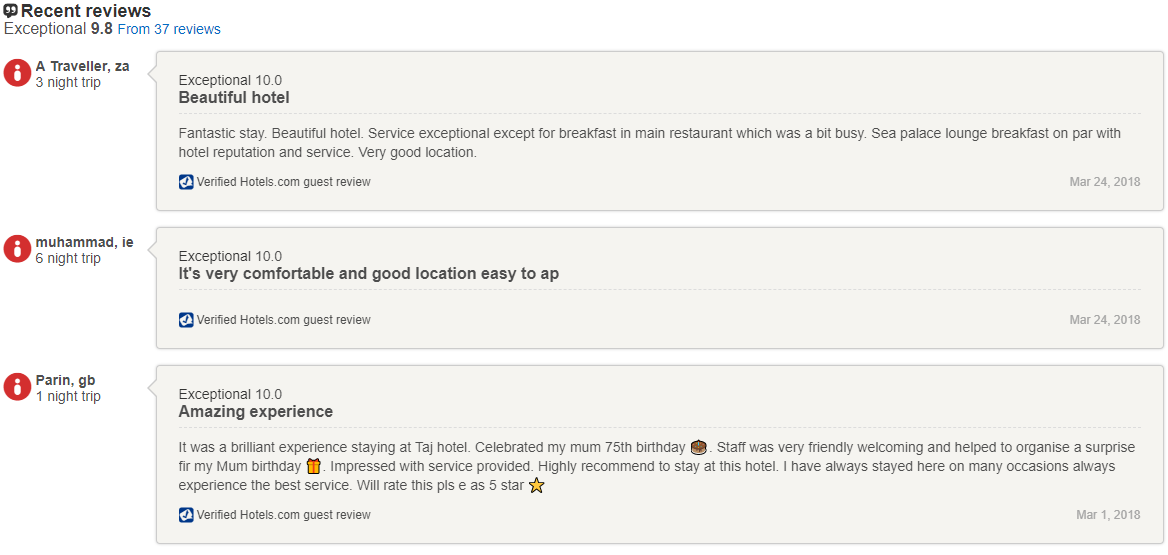 Recent reviews
Exceptional 9.8 From 37 reviews
A Traveller, za
3 night trip
Exceptional 10.0
Beautiful hotel
Fantastic stay. Beautiful hotel. Service exceptional except for breakfast in main restaurant which was a bit busy. Sea palace lounge breakfast on par with
hotel reputation and service. Very good location.
Verified Hotels.com guest review
Mar 24, 2018
muhammad, ie
6 night trip
Exceptional 10.0
It's very comfortable and good location easy to ap
Verified Hotels.com guest review
Mar 24, 2018
Parin, gb
1 night trip
Exceptional 10.0
Amazing experience
It was a brilliant experience staying at Taj hotel. Celebrated my mum 75th birthday 🎂. Staff was very friendly welcoming and helped to organise a surprise
fir my Mum birthday 🎁. Impressed with service provided. Highly recommend to stay at this hotel. I have always stayed here on many occasions always
experience the best service. Will rate this pls e as 5 star ⭐
Verified Hotels.com guest review
Mar 1, 2018